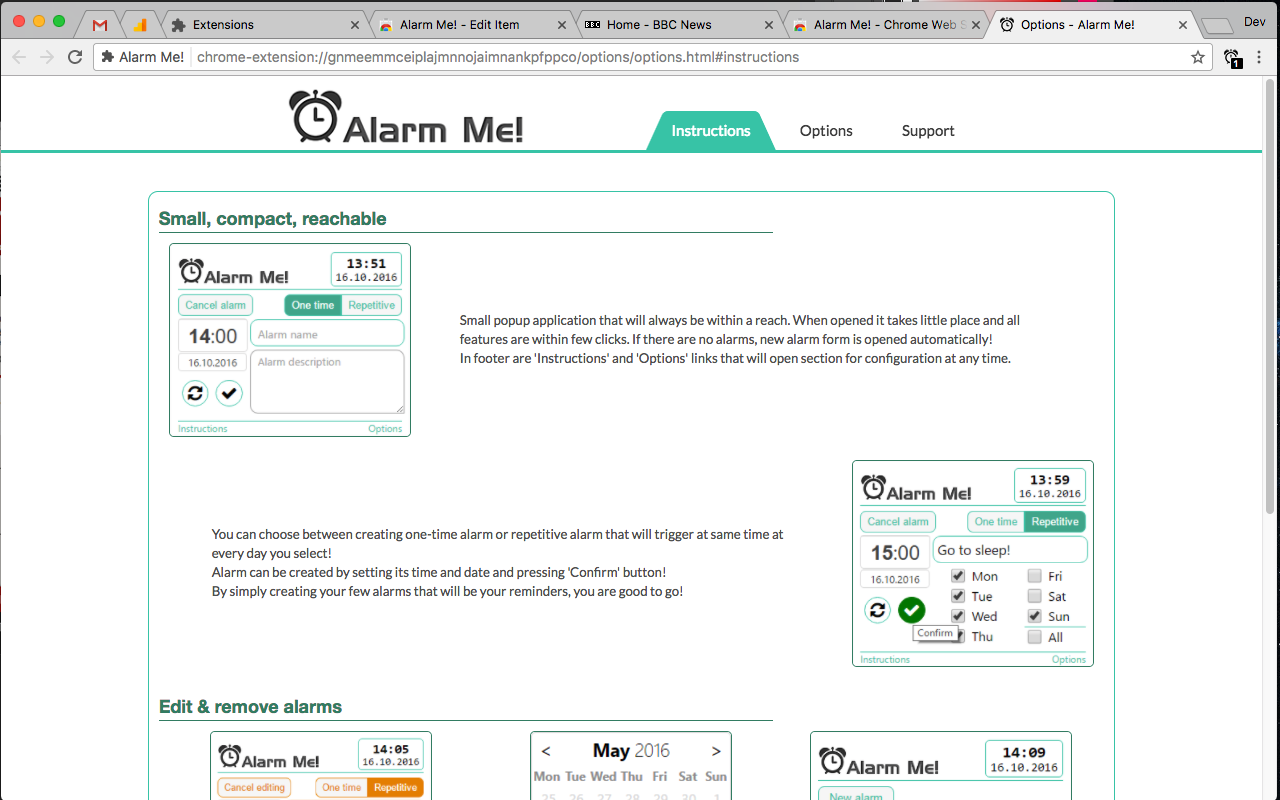 Extensions
Alarm Me! - Edit Item
BBC Home - BBC News
Alarm Me! - Chrome Web S
Options - Alarm Me!
Dev
Alarm Me! chrome-extension://gnmeemmceiplajmnnojaimnankpfppco/options/options.html#instructions
1
Alarm Me!
Instructions
Options
Support
Small, compact, reachable
Alarm Me!
13:51
16.10.2016
Cancel alarm
One time
Repetitive
14:00
Alarm name
16.10.2016
Alarm description
Instructions
Options
Small popup application that will always be within a reach. When opened it takes little place and all
features are within few clicks. If there are no alarms, new alarm form is opened automatically!
In footer are 'Instructions' and 'Options' links that will open section for configuration at any time.
You can choose between creating one-time alarm or repetitive alarm that will trigger at same time at
every day you select!
Alarm can be created by setting its time and date and pressing 'Confirm' button!
By simply creating your few alarms that will be your reminders, you are good to go!
Alarm Me!
13:59
16.10.2016
Cancel alarm
One time
Repetitive
15:00
Go to sleep!
16.10.2016
Mon
Fri
Tue
Sat
Wed
Sun
Confirm
Thu
All
Instructions
Options
Edit & remove alarms
Alarm Me!
14:05
16.10.2016
Cancel editing
One time
Repetitive
< May 2016 >
Mon Tue Wed Thu Fri Sat Sun
25 26 27 28 29 30 1
Alarm Me!
14:09
16.10.2016
New alarm